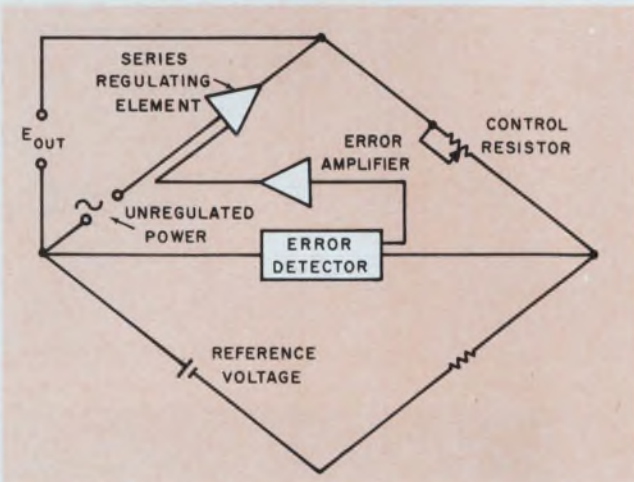 SERIES
REGULATING
ELEMENT
E OUT
ERROR
AMPLIFIER
CONTROL
RESISTOR
UNREGULATED
POWER
ERROR
DETECTOR
REFERENCE
VOLTAGE